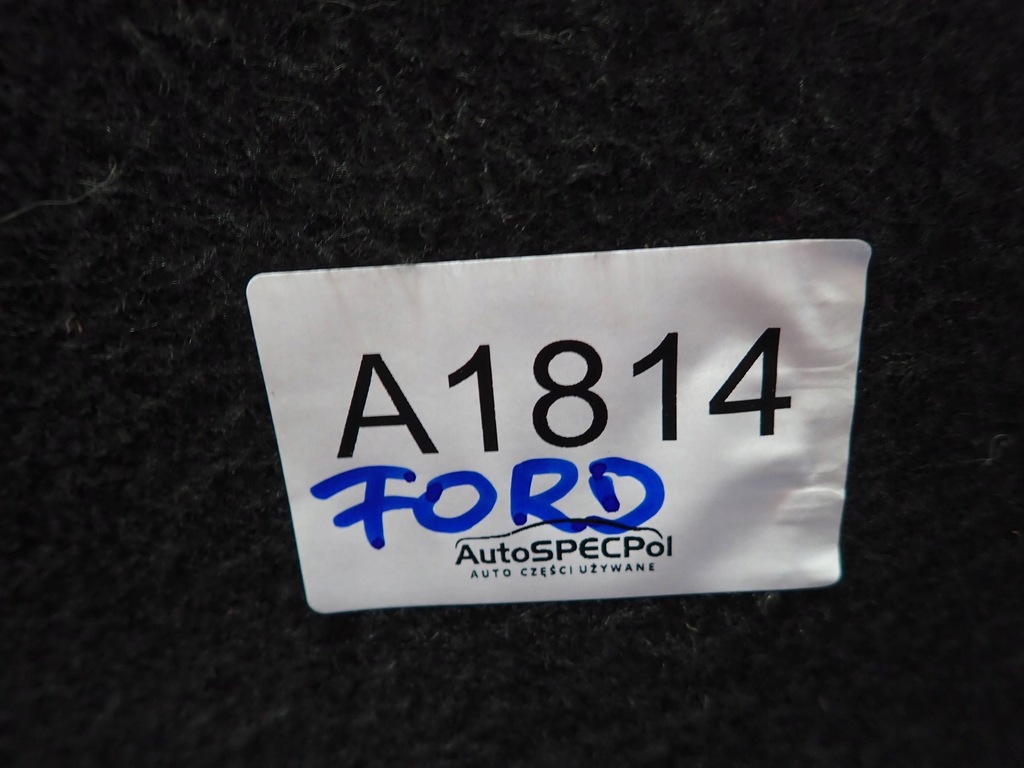 A1814
FORD
AutoSPECPol
AUTO CZĘŚCI UŻYWANE